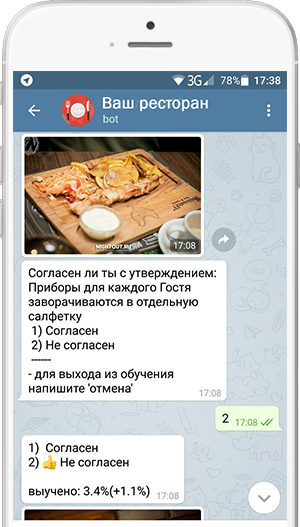 3G 78% 17:38
Ваш ресторан
bot
NIGHTOUT.RU
17:08
Согласен ли ты с утверждением:
Приборы для каждого Гостя
заворачиваются в отдельную
салфетку
1) Согласен
2) Не согласен
------
- для выхода из обучения
напишите 'отмена'
17:08
2 17:08
1) Согласен
2) 👍 Не согласен
выучено: 3.4%(+1.1%) 17:08